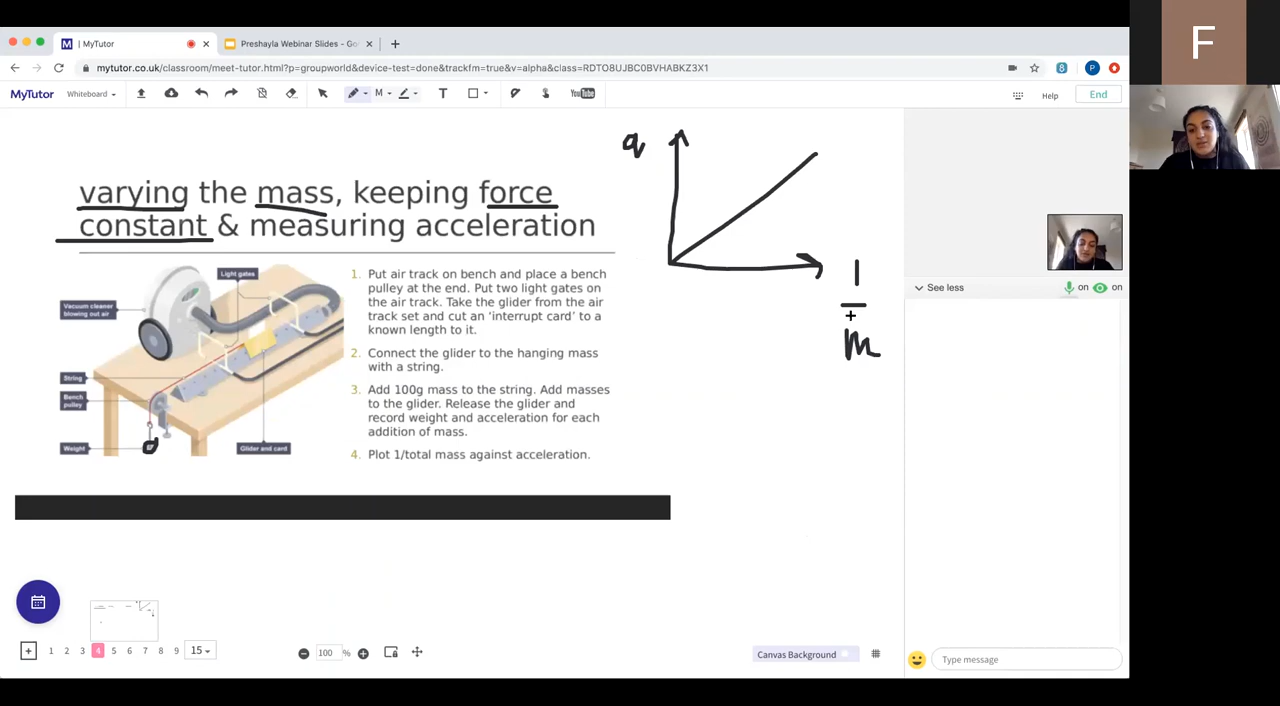 M | MyTutor
Preshayla Webinar Slides - Go
mytutor.co.uk/classroom/meet-tutor.html?p=groupworld&device-test=done&trackfm=true&v=alpha&class=RDTO8UJBC0BVHABKZ3X1
8
P
F
MyTutor
Whiteboard
M
T
YouTube
Help
End
varying the mass, keeping force
constant & measuring acceleration
a
1
m
Light gates
Vacuum cleaner
blowing out air
String
Bench
pulley
Weight
Glider and card
1. Put air track on bench and place a bench
pulley at the end. Put two light gates on
the air track. Take the glider from the air
track set and cut an ‘interrupt card’ to a
known length to it.
2. Connect the glider to the hanging mass
with a string.
3. Add 100g mass to the string. Add masses
to the glider. Release the glider and
record weight and acceleration for each
addition of mass.
4. Plot 1/total mass against acceleration.
See less
on
on
1 2 3 4 5 6 7 8 9 15
100 %
Canvas Background
Type message